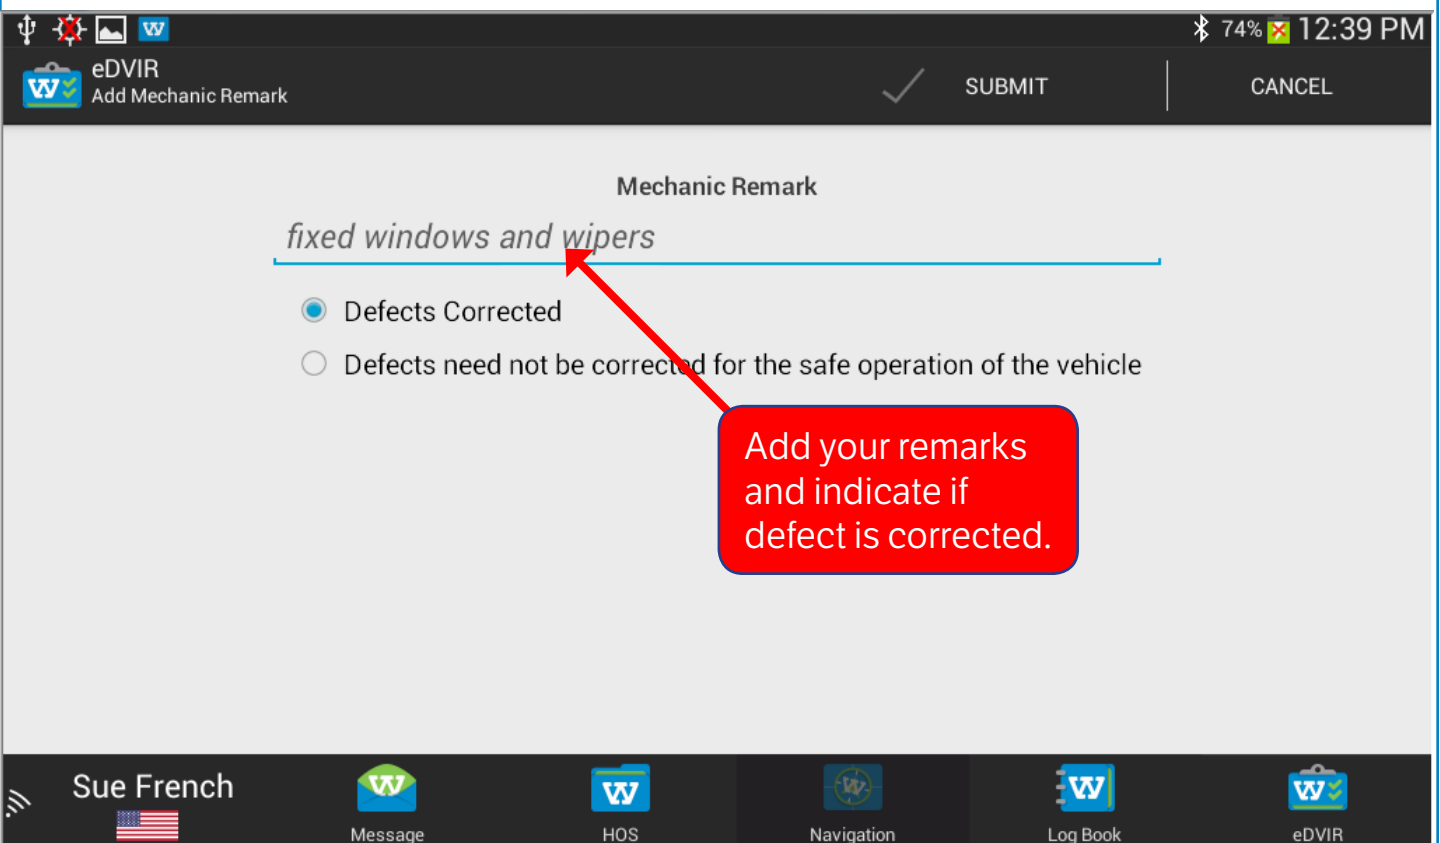 W 74% 12:39 PM
W eDVIR
Add Mechanic Remark
SUBMIT
CANCEL
Mechanic Remark
fixed windows and wipers
Defects Corrected
Defects need not be corrected for the safe operation of the vehicle
Add your remarks
and indicate if
defect is corrected.
Sue French
W W W W W
Message HOS Navigation Log Book eDVIR